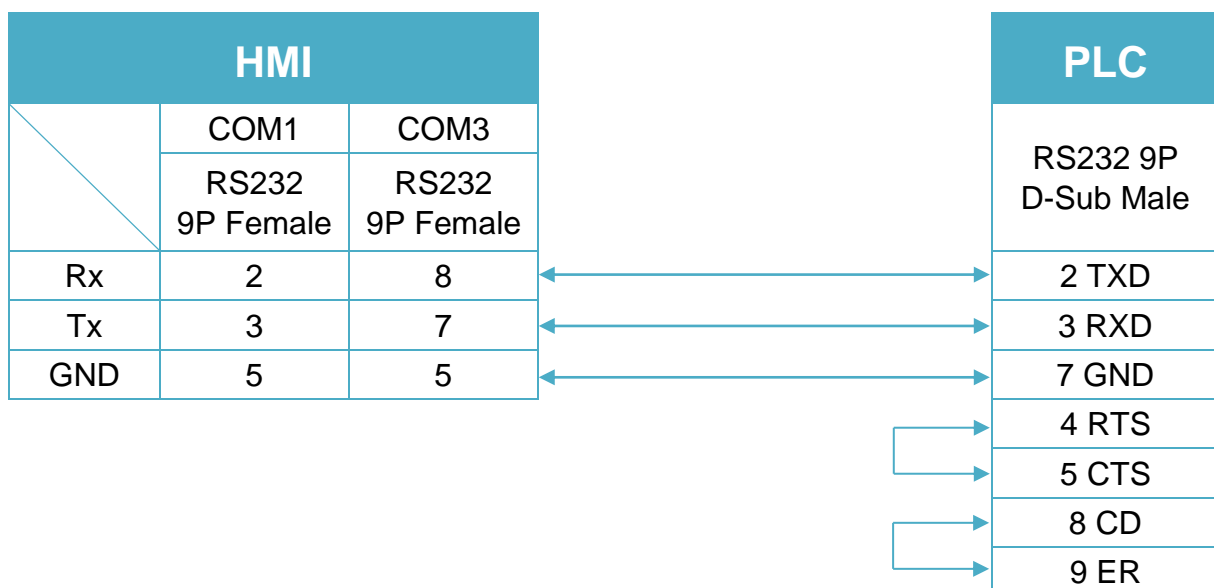 HMI
PLC
COM1 COM3
RS232 9P
D-Sub Male
RS232
9P Female
RS232
9P Female
Rx 2 8 2 TXD
Tx 3 7 3 RXD
GND 5 5 7 GND
4 RTS
5 CTS
8 CD
9 ER